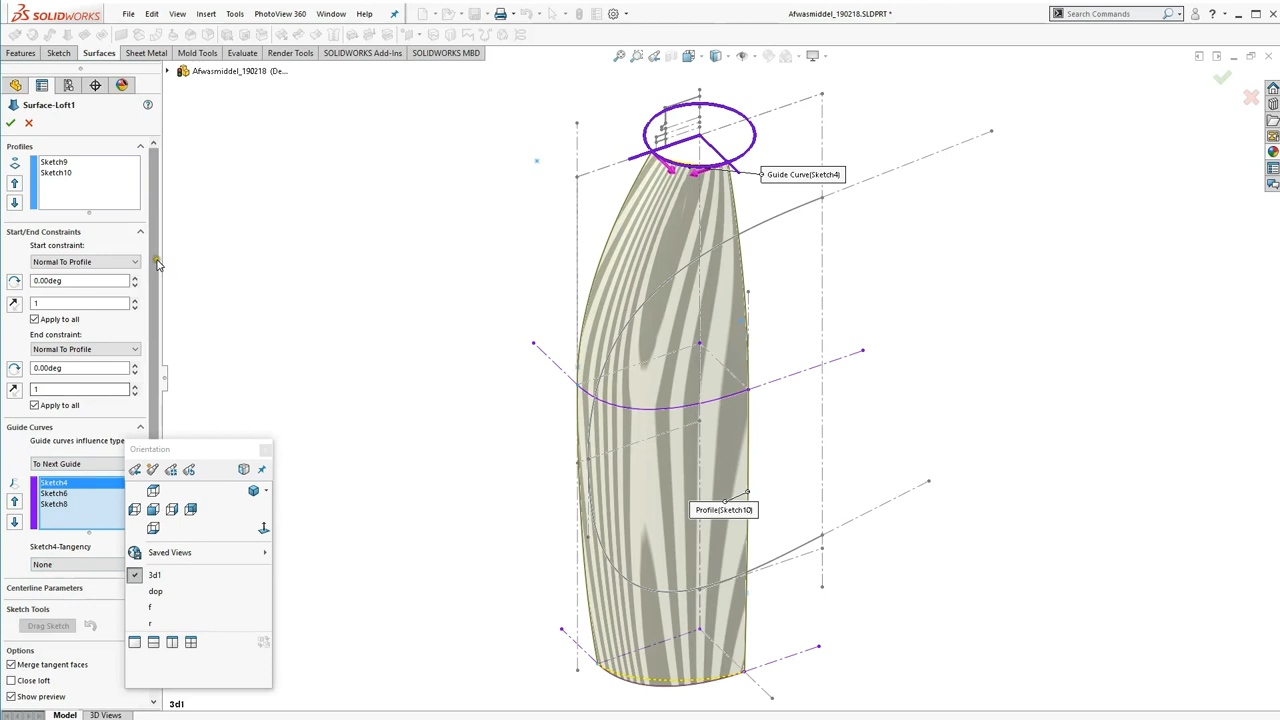 SOLIDWORKS
File
Edit
View
Insert
Tools
PhotoView 360
Window
Help
Afwasmiddel_190218.SLDPRT *
Search Commands
Features
Sketch
Surfaces
Sheet Metal
Mold Tools
Evaluate
Render Tools
SOLIDWORKS Add-Ins
SOLIDWORKS MBD
Afwasmiddel_190218 (De...
Surface-Loft1
Profiles
Sketch9
Sketch10
Start/End Constraints
Start constraint:
Normal To Profile
0.00deg
1
Apply to all
End constraint:
Normal To Profile
0.00deg
1
Apply to all
Guide Curves
Guide curves influence type
To Next Guide
Sketch4
Sketch6
Sketch8
Sketch4-Tangency
None
Centerline Parameters
Sketch Tools
Drag Sketch
Options
Merge tangent faces
Close loft
Show preview
Orientation
Saved Views
3d1
dop
f
r
Guide Curve(Sketch4)
Profile(Sketch10)
3d1
Model
3D Views